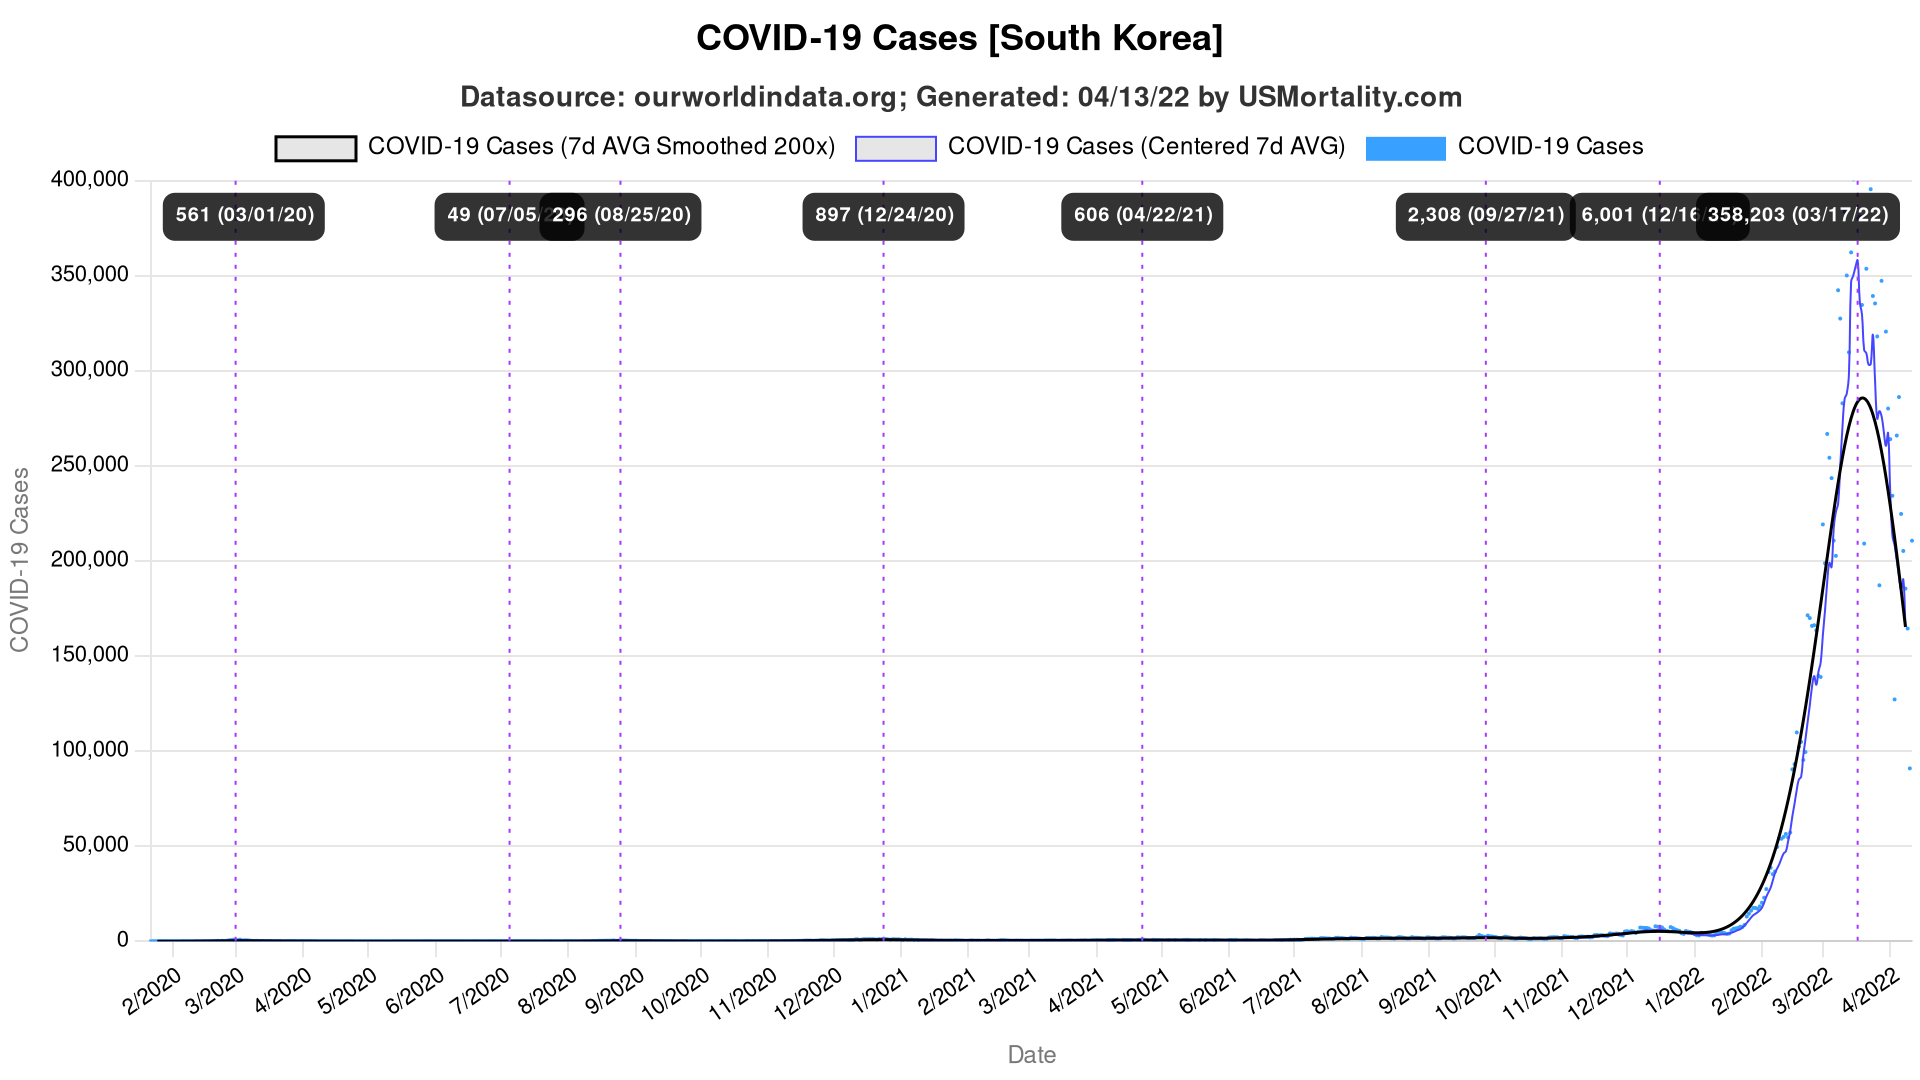 COVID-19 Cases [South Korea]
Datasource: ourworldindata.org; Generated: 04/13/22 by USMortality.com
COVID-19 Cases (7d AVG Smoothed 200x) COVID-19 Cases (Centered 7d AVG) COVID-19 Cases
400,000
350,000
300,000
250,000
200,000
150,000
100,000
50,000
0
COVID-19 Cases
561 (03/01/20) 49 (07/05/ 296 (08/25/20) 897 (12/24/20) 606 (04/22/21) 2,308 (09/27/21) 6,001 (12/16 358,203 (03/17/22)
2/2020 3/2020 4/2020 5/2020 6/2020 7/2020 8/2020 9/2020 10/2020 11/2020 12/2020 1/2021 2/2021 3/2021 4/2021 5/2021 6/2021 7/2021 8/2021 9/2021 10/2021 11/2021 12/2021 1/2022 2/2022 3/2022 4/2022
Date